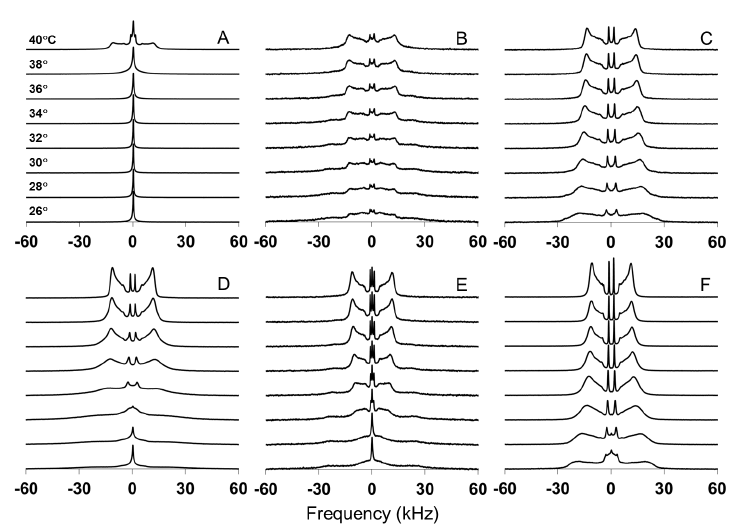 40°C
38°
36°
34°
32°
30°
28°
26°
A
B
C
-60 -30 0 30 60
-60 -30 0 30 60
-60 -30 0 30 60
D
E
F
-60 -30 0 30 60
-60 -30 0 30 60
-60 -30 0 30 60
Frequency (kHz)